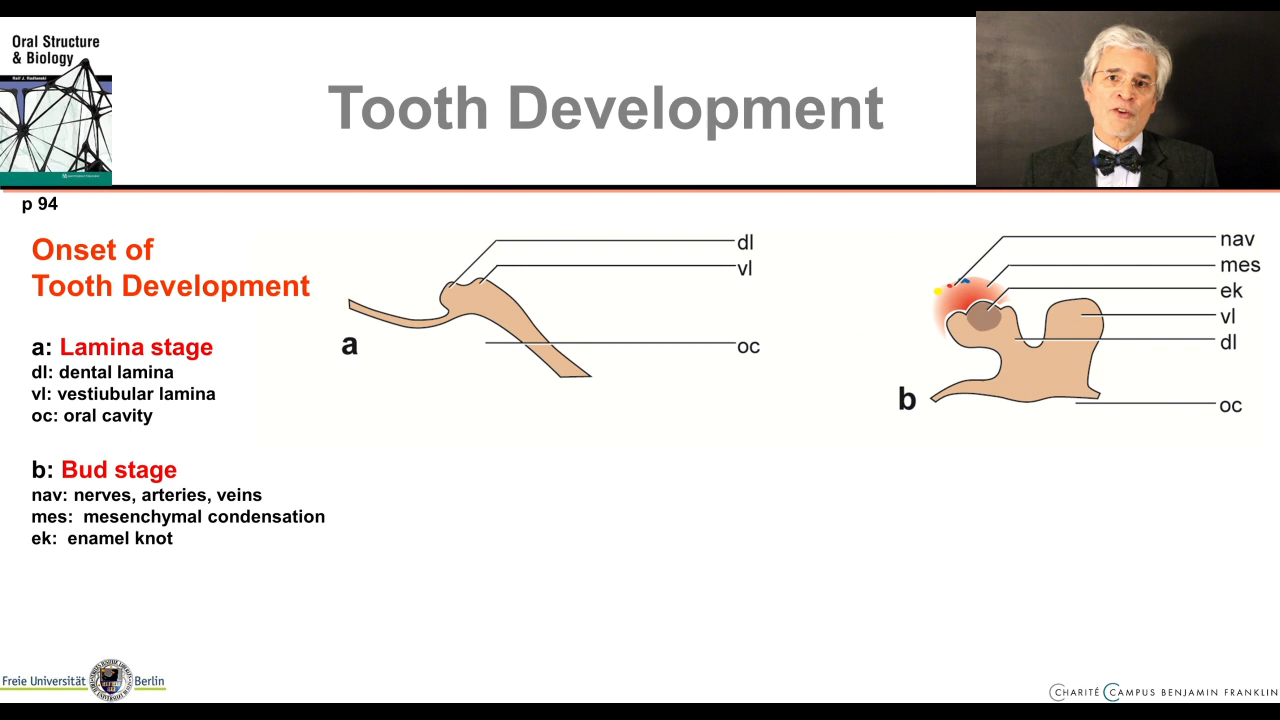 Oral Structure
& Biology
Ralf J. Radlanski
Tooth Development
p 94
Onset of
Tooth Development
a: Lamina stage
dl: dental lamina
vl: vestiubular lamina
oc: oral cavity
b: Bud stage
nav: nerves, arteries, veins
mes: mesenchymal condensation
ek: enamel knot
a
dl
vl
oc
b
nav
mes
ek
vl
dl
oc
Freie Universität Berlin
CHARITÉ CAMPUS BENJAMIN FRANKLIN